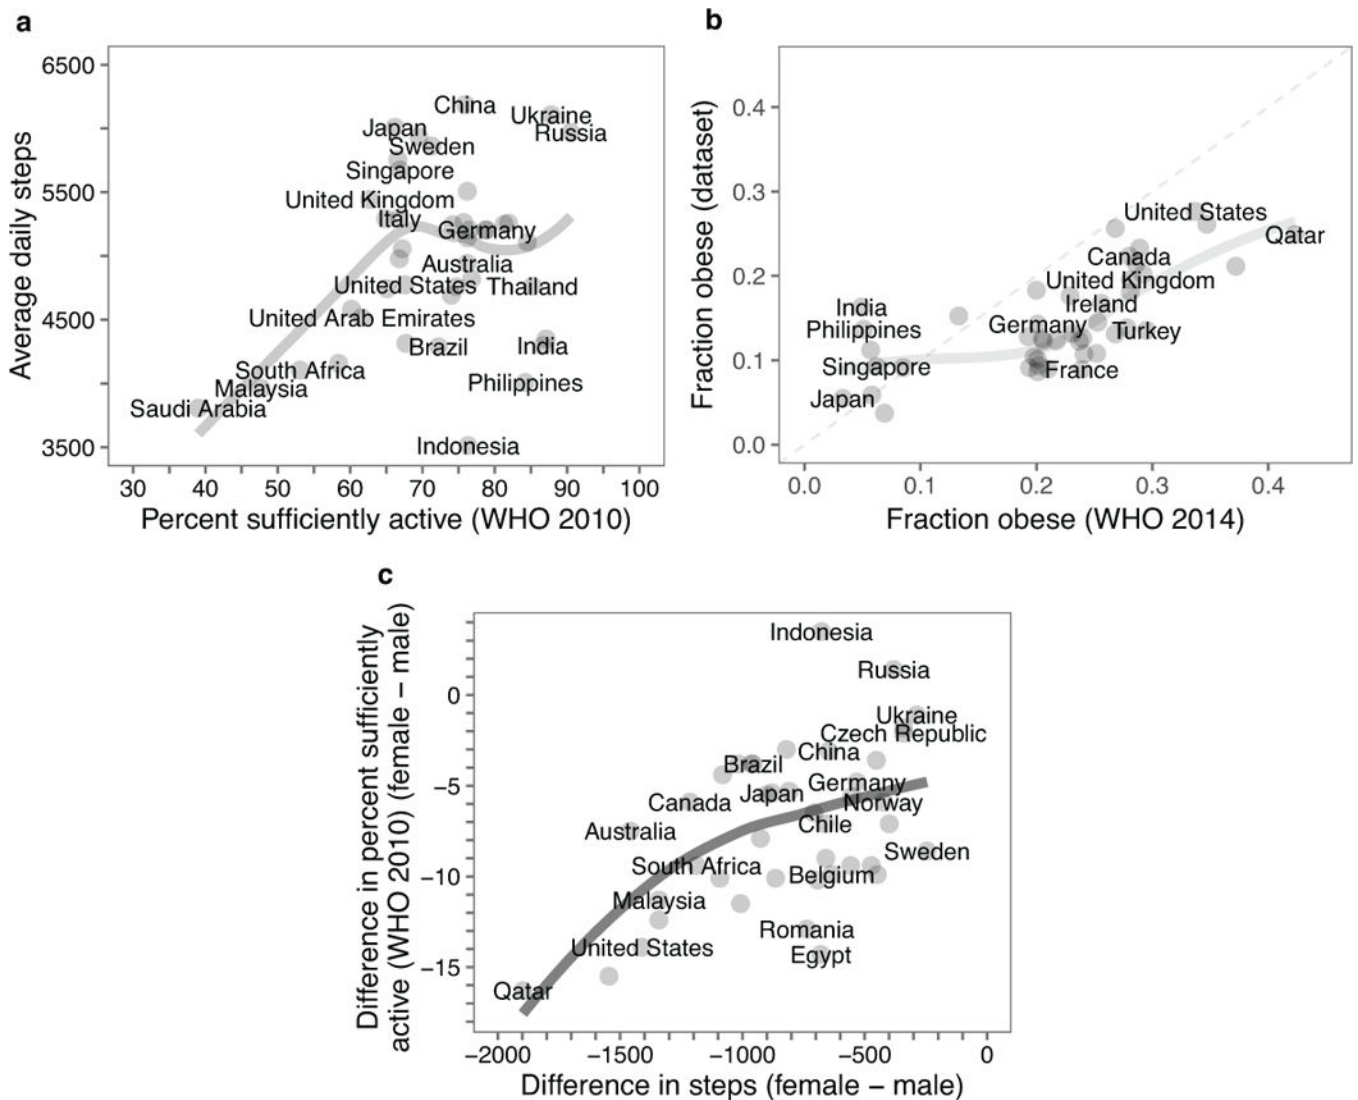 a
6500
5500
4500
3500
Average daily steps
China
Ukraine
Japan
Russia
Sweden
Singapore
United Kingdom
Italy
Germany
Australia
United States
Thailand
United Arab Emirates
Brazil
India
South Africa
Philippines
Malaysia
Saudi Arabia
Indonesia
30 40 50 60 70 80 90 100
Percent sufficiently active (WHO 2010)
b
0.4
0.3
0.2
0.1
0.0
Fraction obese (dataset)
United States
Qatar
Canada
United Kingdom
India
Ireland
Philippines
Germany
Turkey
Singapore
France
Japan
0.0 0.1 0.2 0.3 0.4
Fraction obese (WHO 2014)
c
0
−5
−10
−15
Difference in percent sufficiently
active (WHO 2010) (female − male)
Indonesia
Russia
Ukraine
Czech Republic
China
Brazil
Germany
Japan
Canada
Norway
Chile
Australia
Sweden
South Africa
Belgium
Malaysia
Romania
United States
Egypt
Qatar
−2000 −1500 −1000 −500 0
Difference in steps (female − male)